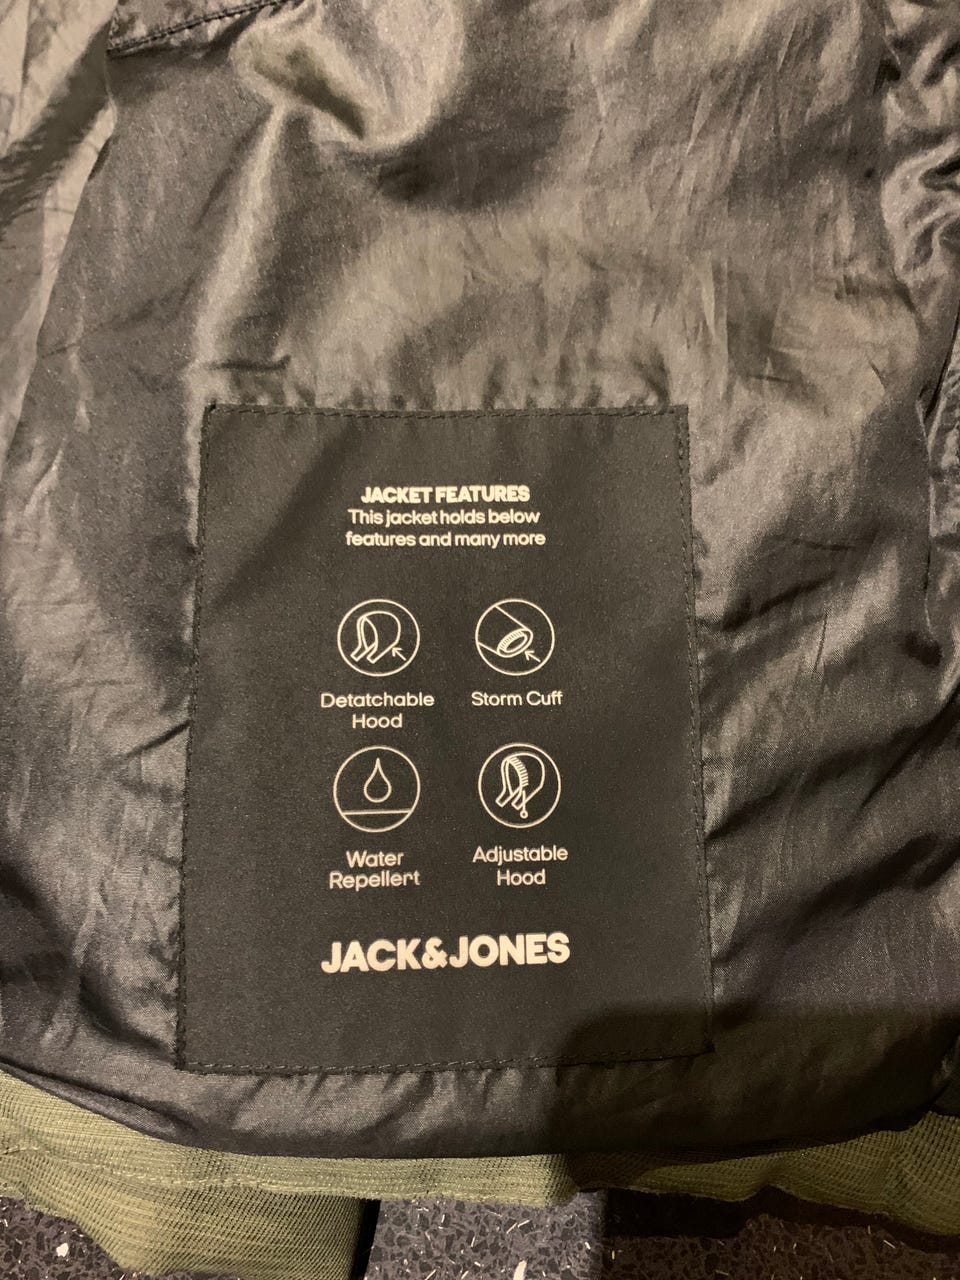 JACKET FEATURES
This jacket holds below
features and many more
Detatchable
Hood
Storm Cuff
Water
Repellent
Adjustable
Hood
JACK&JONES